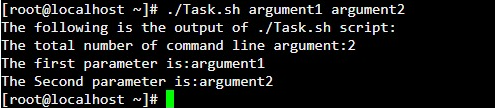 [root@localhost ~]# ./Task.sh argument1 argument2
The following is the output of ./Task.sh script:
The total number of command line argument:2
The first parameter is:argument1
The Second parameter is:argument2
[root@localhost ~]#